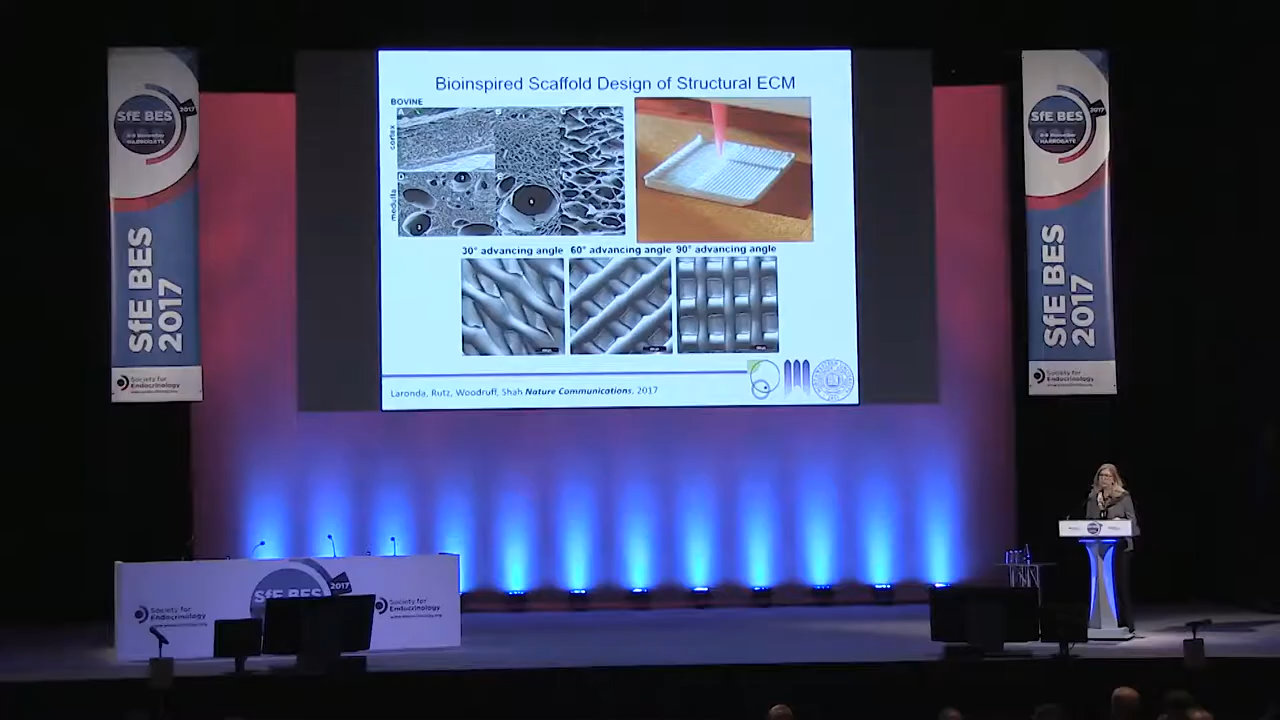 Bioinspired Scaffold Design of Structural ECM
BOVINE
cortex
medulla
30° advancing angle
60° advancing angle
90° advancing angle
Laronda, Rutz, Woodruff, Shah Nature Communications, 2017
SfE BES
2017
HARROGATE
SfE BES
2017
Society for
Endocrinology
SfE BES
2017
HARROGATE
SfE BES
2017
Society for
Endocrinology
SfE BES
2017
Society for
Endocrinology
Society for
Endocrinology